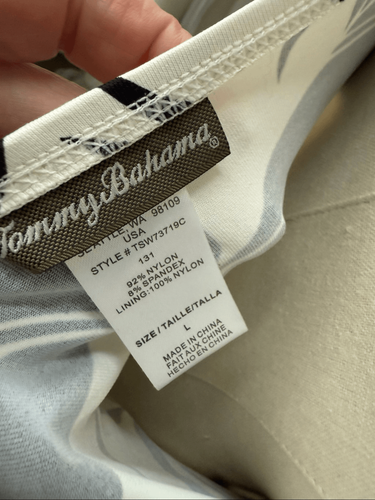 Tommy Bahama®
SEATTLE, WA 98109
USA
STYLE # TSW73719C
131
92% NYLON
8% SPANDEX
LINING:100% NYLON
SIZE / TAILLE/TALLA
L
MADE IN CHINA
FAIT AUX CHINE
HECHO EN CHINA